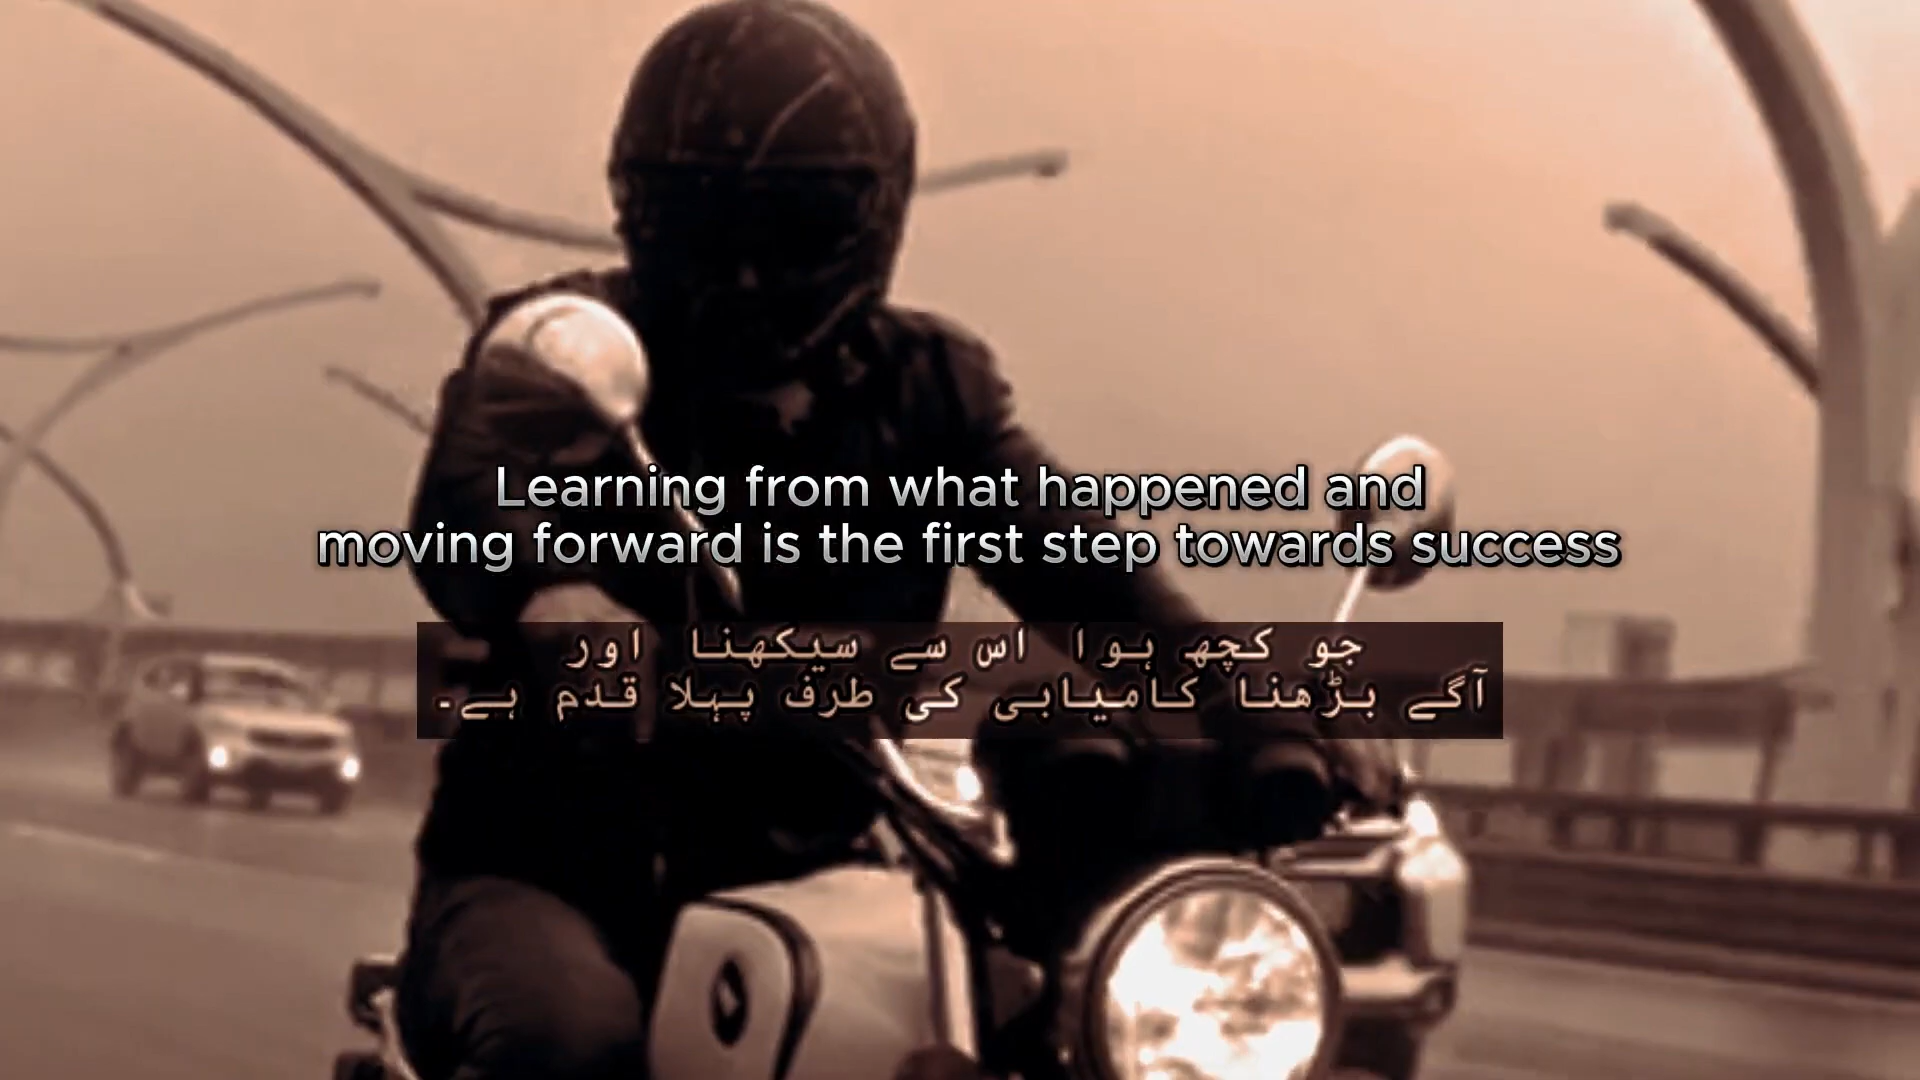 Learning from what happened and
moving forward is the first step towards success
جو کچھ ہوا اس سے سیکھنا اور
آگے بڑھنا کامیابی کی طرف پہلا قدم ہے۔